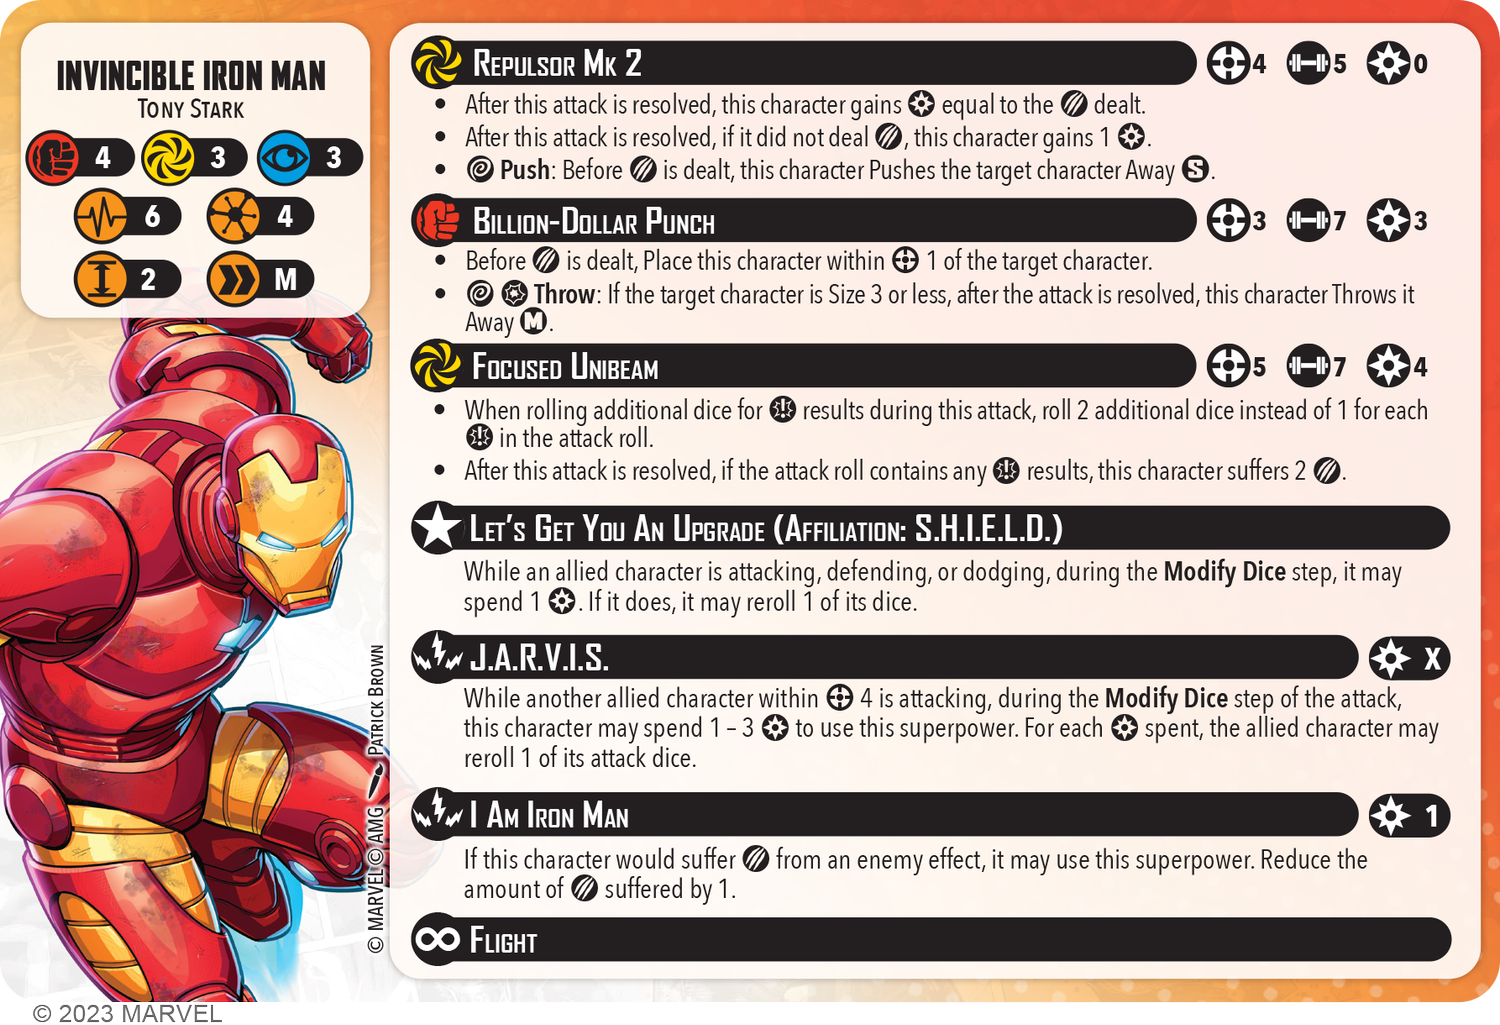 INVINCIBLE IRON MAN
TONY STARK
4 3 3
6 4
2 M
REPULSOR MK 2 4 5 0
• After this attack is resolved, this character gains equal to the dealt.
• After this attack is resolved, if it did not deal , this character gains 1 .
• Push: Before is dealt, this character Pushes the target character Away S.
BILLION-DOLLAR PUNCH 3 7 3
• Before is dealt, Place this character within 1 of the target character.
• Throw: If the target character is Size 3 or less, after the attack is resolved, this character Throws it
Away M.
FOCUSED UNIBEAM 5 7 4
• When rolling additional dice for results during this attack, roll 2 additional dice instead of 1 for each
in the attack roll.
• After this attack is resolved, if the attack roll contains any results, this character suffers 2 .
LET'S GET YOU AN UPGRADE (AFFILIATION: S.H.I.E.L.D.)
While an allied character is attacking, defending, or dodging, during the Modify Dice step, it may
spend 1 . If it does, it may reroll 1 of its dice.
J.A.R.V.I.S. X
While another allied character within 4 is attacking, during the Modify Dice step of the attack,
this character may spend 1 – 3 to use this superpower. For each spent, the allied character may
reroll 1 of its attack dice.
I AM IRON MAN 1
If this character would suffer from an enemy effect, it may use this superpower. Reduce the
amount of suffered by 1.
FLIGHT
© MARVEL © AMG PATRICK BROWN
© 2023 MARVEL